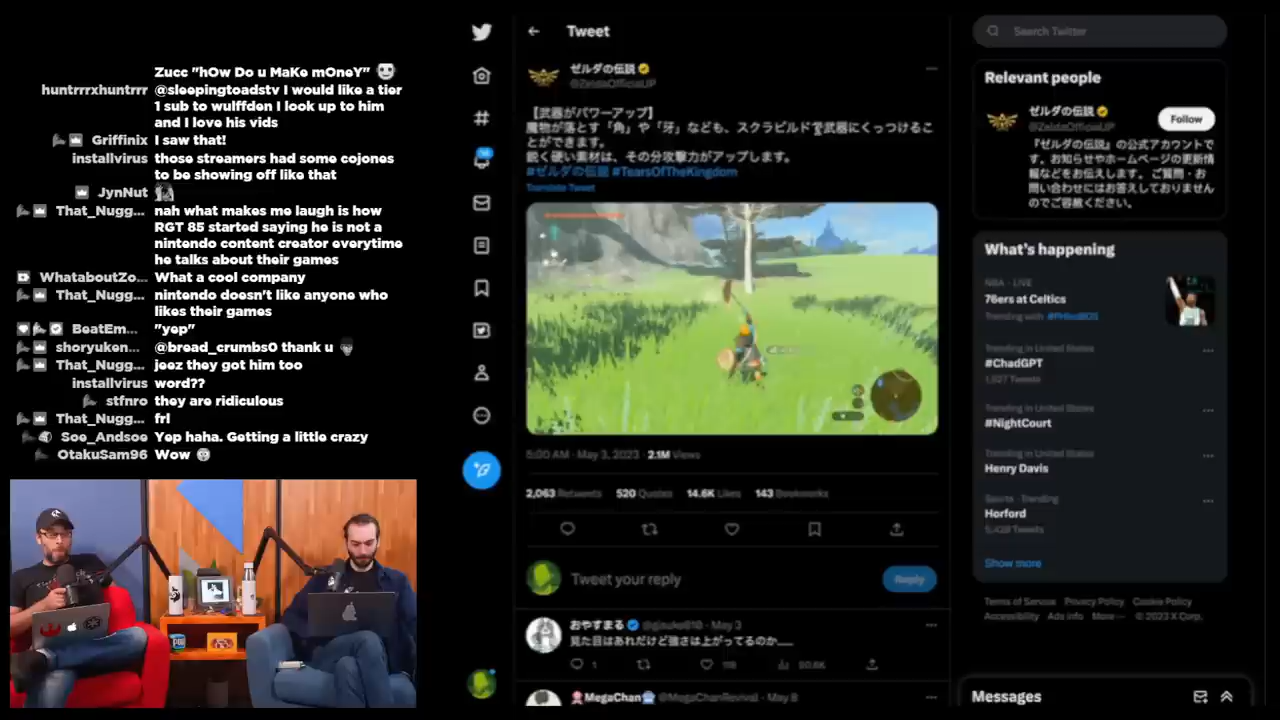 Zucc "hOw Do u MaKe mOneY"
huntrrrxhuntrrr @sleepingtoadstv I would like a tier
1 sub to wulffden I look up to him
and I love his vids
Griffinix I saw that!
installvirus those streamers had some cojones
to be showing off like that
JynNut
That_Nugg... nah what makes me laugh is how
RGT 85 started saying he is not a
nintendo content creator everytime
he talks about their games
WhataboutZo... What a cool company
That_Nugg... nintendo doesn't like anyone who
likes their games
BeatEm... "yep"
shoryuken... @bread_crumbs0 thank u
That_Nugg... jeez they got him too
installvirus word??
stfnro they are ridiculous
That_Nugg... frl
Soe_Andsoe Yep haha. Getting a little crazy
OtakuSam96 Wow
Tweet
ゼルダの伝説
@ZeldaOfficialJP
【武器がパワーアップ】
魔物が落とす「角」や「牙」なども、スクラビルドで武器にくっつけるこ
とができます。
鋭く硬い素材は、その分攻撃力がアップします。
#ゼルダの伝説 #TearsOfTheKingdom
Translate Tweet
5:00 AM · May 3, 2023 · 2.1M Views
2,063 Retweets 520 Quotes 14.6K Likes 143 Bookmarks
Tweet your reply
Reply
おやすまる · May 3
見た目はあれだけど強さは上がってるのか......
1
MegaChan @MegaChanRevival · May 8
Search Twitter
Relevant people
ゼルダの伝説
@ZeldaOfficialJP
Follow
『ゼルダの伝説』の公式アカウントで
す。お知らせやホームページの更新情
報などをお伝えします。ご質問・お
問い合わせにはお答えしておりません
のでご容赦ください。
What's happening
NBA · LIVE
76ers at Celtics
Trending with #PHIvsBOS
Trending in United States
#ChadGPT
Trending in United States
#NightCourt
Trending in United States
Henry Davis
Sports · Trending
Horford
Show more
Terms of Service Privacy Policy Cookie Policy
Accessibility Ads info More ··· © 2023 X Corp.
Messages